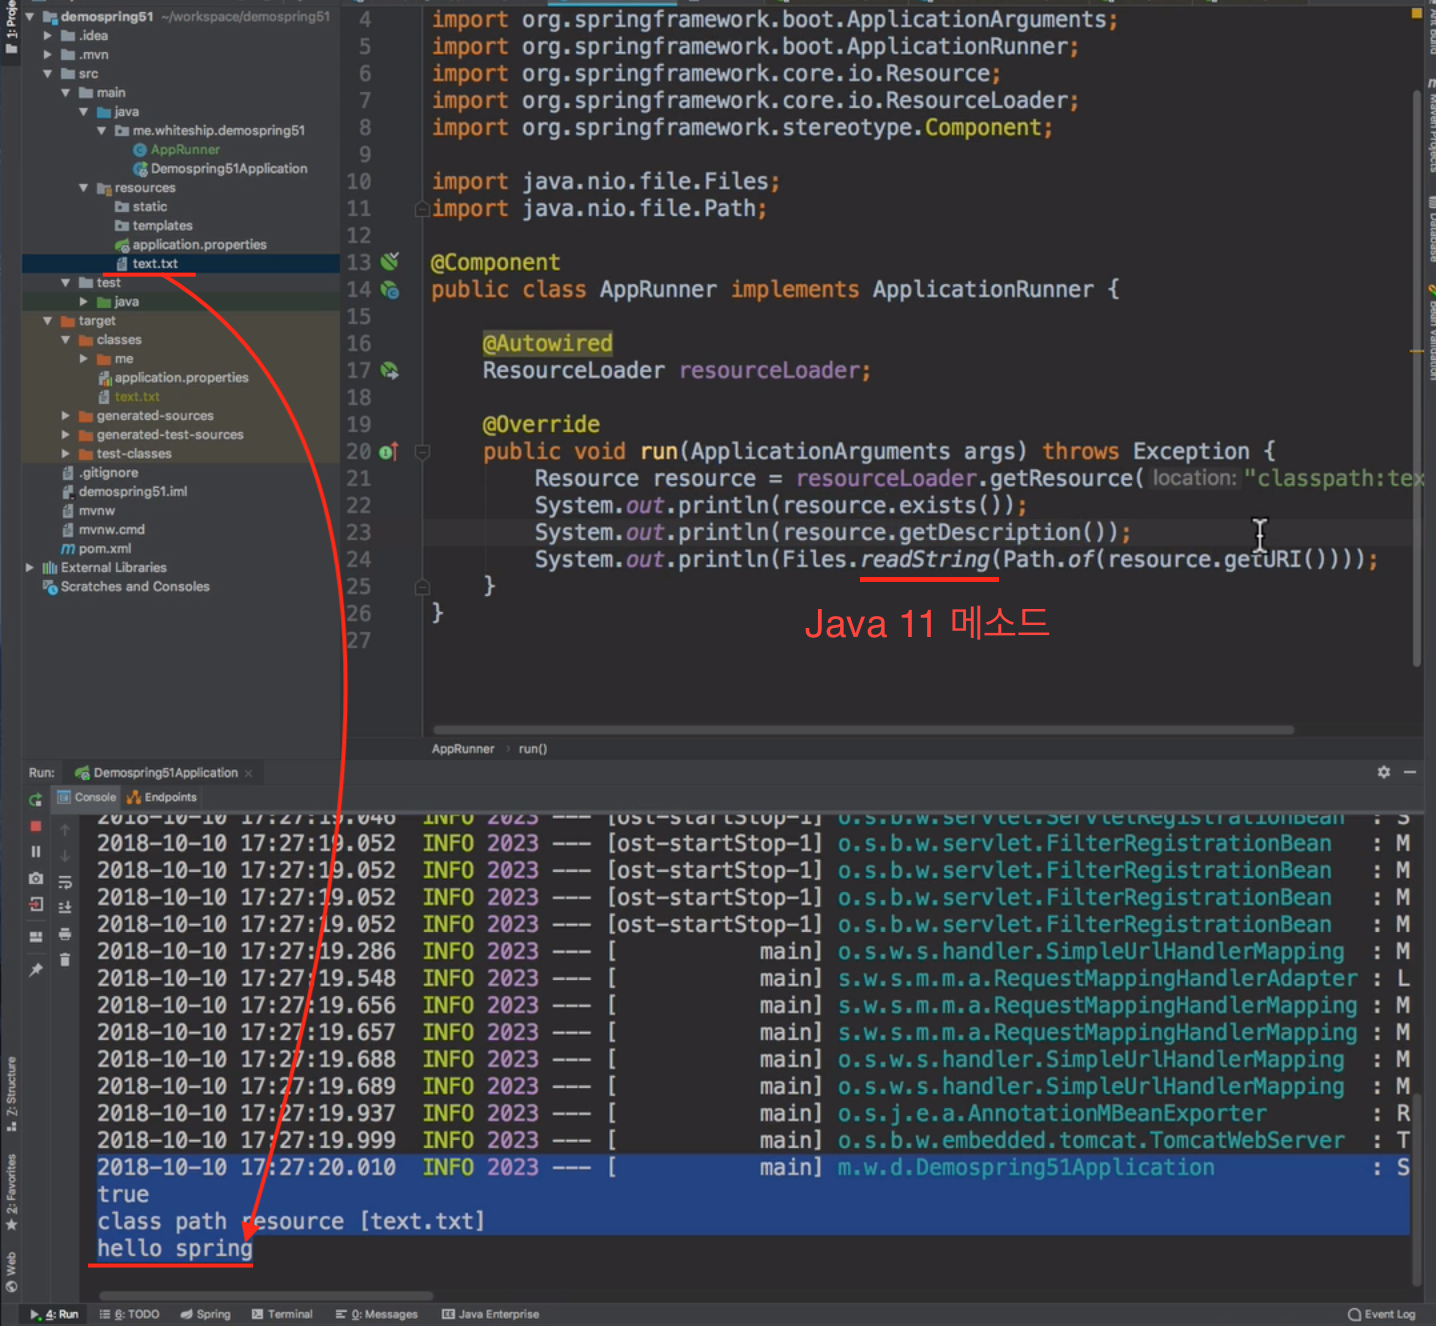 1: Proje
demospring51 ~/workspace/demospring51
.idea
.mvn
src
main
java
me.whiteship.demospring51
AppRunner
Demospring51Application
resources
static
templates
application.properties
text.txt
test
java
target
classes
me
application.properties
text.txt
generated-sources
generated-test-sources
test-classes
.gitignore
demospring51.iml
mvnw
mvnw.cmd
pom.xml
External Libraries
Scratches and Consoles
4 import org.springframework.boot.ApplicationArguments;
5 import org.springframework.boot.ApplicationRunner;
6 import org.springframework.core.io.Resource;
7 import org.springframework.core.io.ResourceLoader;
8 import org.springframework.stereotype.Component;
9
10 import java.nio.file.Files;
11 import java.nio.file.Path;
12
13 @Component
14 public class AppRunner implements ApplicationRunner {
15
16 @Autowired
17 ResourceLoader resourceLoader;
18
19 @Override
20 public void run(ApplicationArguments args) throws Exception {
21 Resource resource = resourceLoader.getResource( location: "classpath:tex
22 System.out.println(resource.exists());
23 System.out.println(resource.getDescription());
24 System.out.println(Files.readString(Path.of(resource.getURI())));
25 }
26 }
27
Java 11 메소드
AppRunner › run()
Maven Projects
Database
Bean Validation
Run: Demospring51Application ×
Console Endpoints
2018-10-10 17:27:19.046 INFO 2023 --- [ost-startStop-1] o.s.b.w.servlet.ServletRegistrationBean : S
2018-10-10 17:27:19.052 INFO 2023 --- [ost-startStop-1] o.s.b.w.servlet.FilterRegistrationBean : M
2018-10-10 17:27:19.052 INFO 2023 --- [ost-startStop-1] o.s.b.w.servlet.FilterRegistrationBean : M
2018-10-10 17:27:19.052 INFO 2023 --- [ost-startStop-1] o.s.b.w.servlet.FilterRegistrationBean : M
2018-10-10 17:27:19.052 INFO 2023 --- [ost-startStop-1] o.s.b.w.servlet.FilterRegistrationBean : M
2018-10-10 17:27:19.286 INFO 2023 --- [ main] o.s.w.s.handler.SimpleUrlHandlerMapping : M
2018-10-10 17:27:19.548 INFO 2023 --- [ main] s.w.s.m.m.a.RequestMappingHandlerAdapter : L
2018-10-10 17:27:19.656 INFO 2023 --- [ main] s.w.s.m.m.a.RequestMappingHandlerMapping : M
2018-10-10 17:27:19.657 INFO 2023 --- [ main] s.w.s.m.m.a.RequestMappingHandlerMapping : M
2018-10-10 17:27:19.688 INFO 2023 --- [ main] o.s.w.s.handler.SimpleUrlHandlerMapping : M
2018-10-10 17:27:19.689 INFO 2023 --- [ main] o.s.w.s.handler.SimpleUrlHandlerMapping : M
2018-10-10 17:27:19.937 INFO 2023 --- [ main] o.s.j.e.a.AnnotationMBeanExporter : R
2018-10-10 17:27:19.999 INFO 2023 --- [ main] o.s.b.w.embedded.tomcat.TomcatWebServer : T
2018-10-10 17:27:20.010 INFO 2023 --- [ main] m.w.d.Demospring51Application : S
true
class path resource [text.txt]
hello spring
Z: Structure
2: Favorites
Web
4: Run 6: TODO Spring Terminal 0: Messages Java Enterprise Event Log